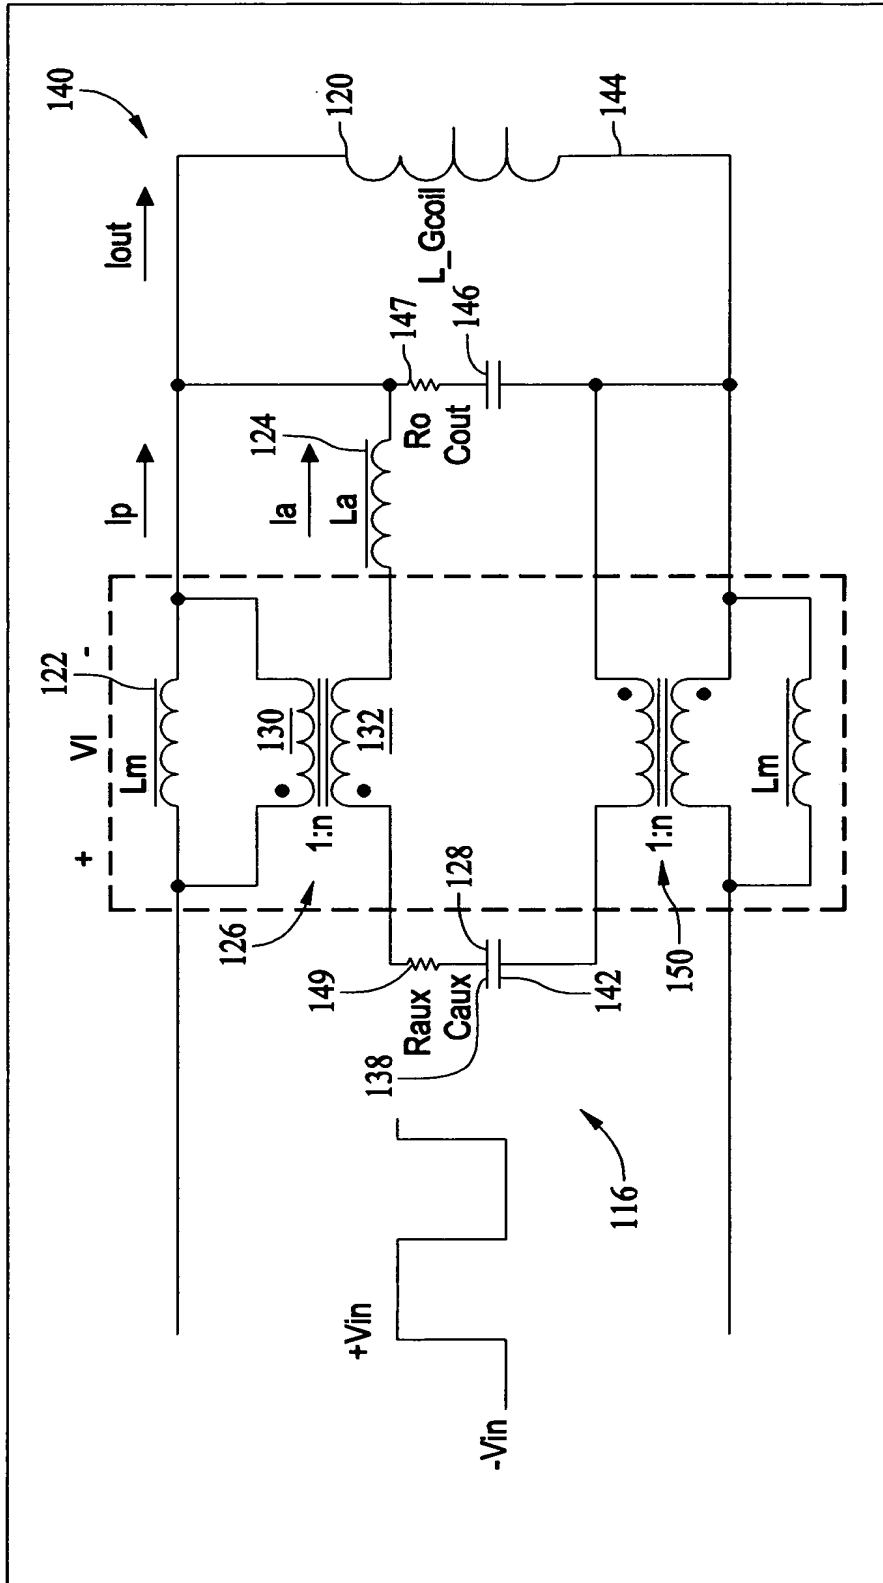 140
Iout
120
144
L_Gcoil
147
146
Ro
Cout
Ip
124
Ia
La
122
+ Vl -
Lm
130
132
1:n
126
128
149
Raux
Caux
138
142
1:n
Lm
150
116
+Vin
-Vin